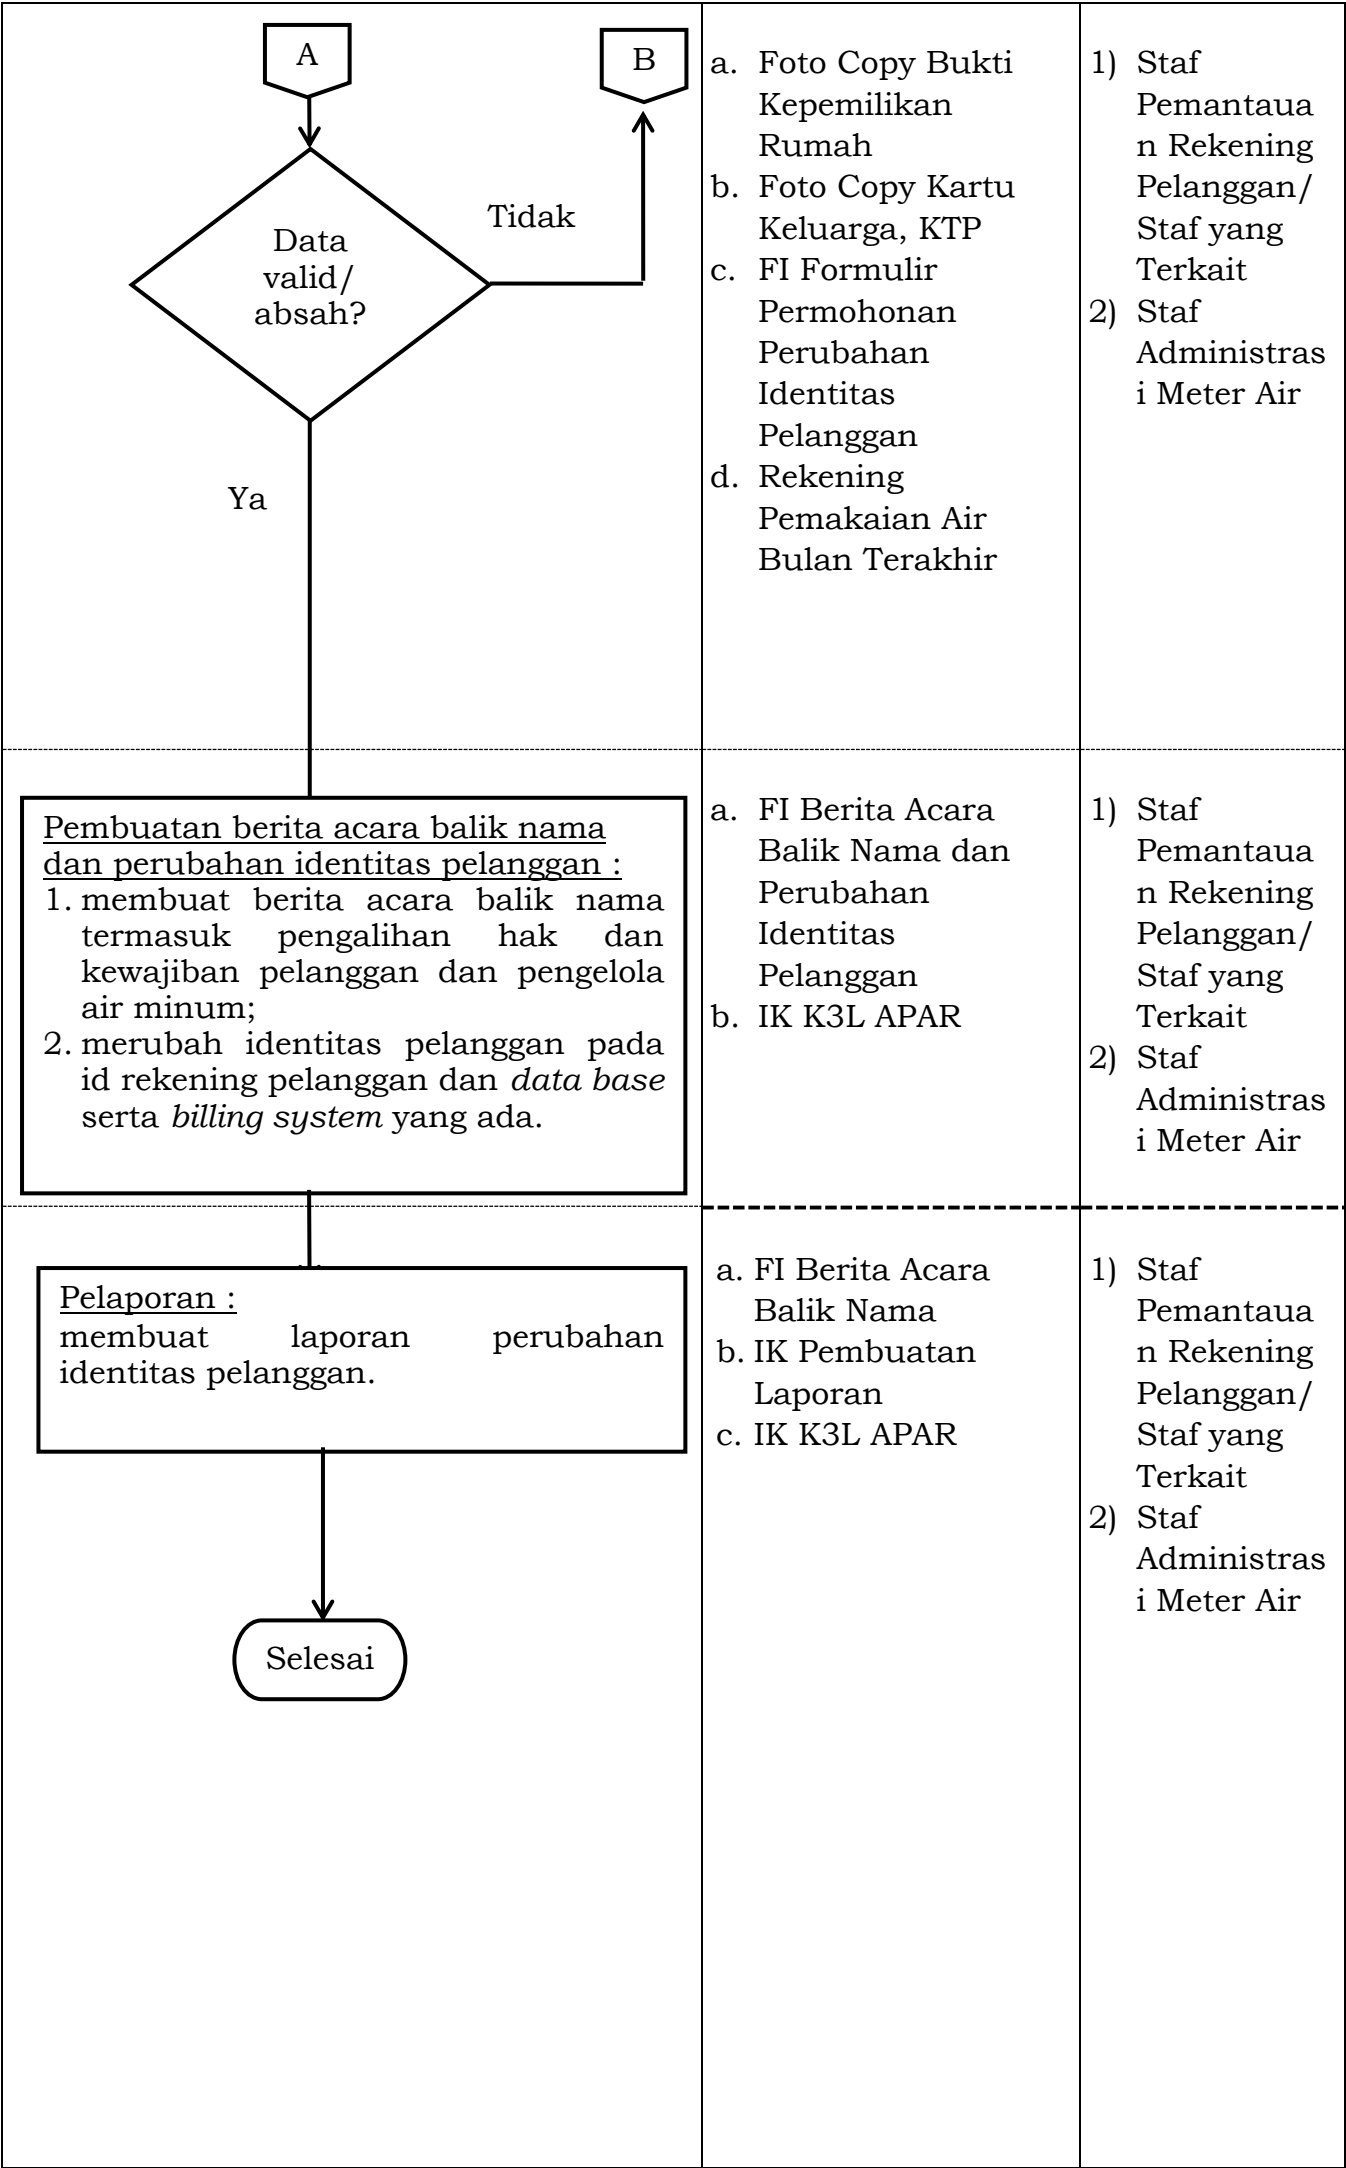 A
B
Tidak
Data
valid/
absah?
Ya
a. Foto Copy Bukti
Kepemilikan
Rumah
b. Foto Copy Kartu
Keluarga, KTP
c. FI Formulir
Permohonan
Perubahan
Identitas
Pelanggan
d. Rekening
Pemakaian Air
Bulan Terakhir
1) Staf
Pemantaua
n Rekening
Pelanggan/
Staf yang
Terkait
2) Staf
Administras
i Meter Air
Pembuatan berita acara balik nama
dan perubahan identitas pelanggan :
1. membuat berita acara balik nama
termasuk pengalihan hak dan
kewajiban pelanggan dan pengelola
air minum;
2. merubah identitas pelanggan pada
id rekening pelanggan dan data base
serta billing system yang ada.
a. FI Berita Acara
Balik Nama dan
Perubahan
Identitas
Pelanggan
b. IK K3L APAR
1) Staf
Pemantaua
n Rekening
Pelanggan/
Staf yang
Terkait
2) Staf
Administras
i Meter Air
Pelaporan :
membuat laporan perubahan
identitas pelanggan.
Selesai
a. FI Berita Acara
Balik Nama
b. IK Pembuatan
Laporan
c. IK K3L APAR
1) Staf
Pemantaua
n Rekening
Pelanggan/
Staf yang
Terkait
2) Staf
Administras
i Meter Air